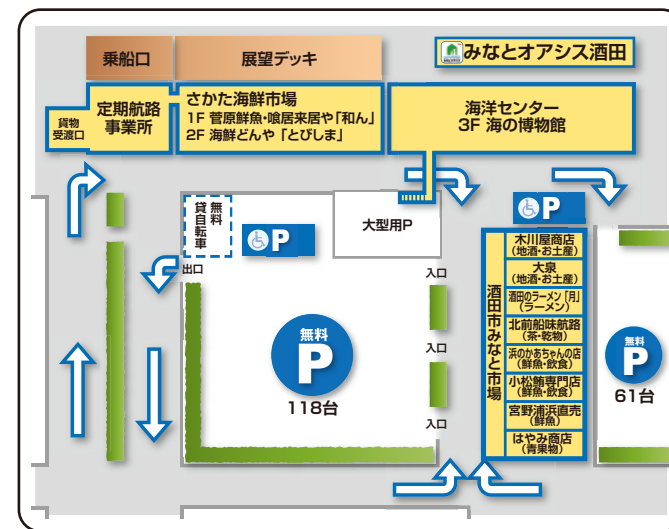 乗船口
展望デッキ
みなとオアシス酒田
貨物
受渡口
定期航路
事業所
さかた海鮮市場
1F 菅原鮮魚・喰居来居や「和ん」
2F 海鮮どんや「とびしま」
海洋センター
3F 海の博物館
無料
貸自転車
P
大型用P
P
出口
入口
入口
入口
無料
P
118台
酒田市みなと市場
木川屋商店
(地酒・お土産)
大泉
(地酒・お土産)
酒田のラーメン「月」
(ラーメン)
北前船味航路
(茶・乾物)
浜のかあちゃんの店
(鮮魚・飲食)
小松鮪専門店
(鮮魚・飲食)
宮野浦浜直売
(鮮魚)
はやみ商店
(青果物)
無料
P
61台